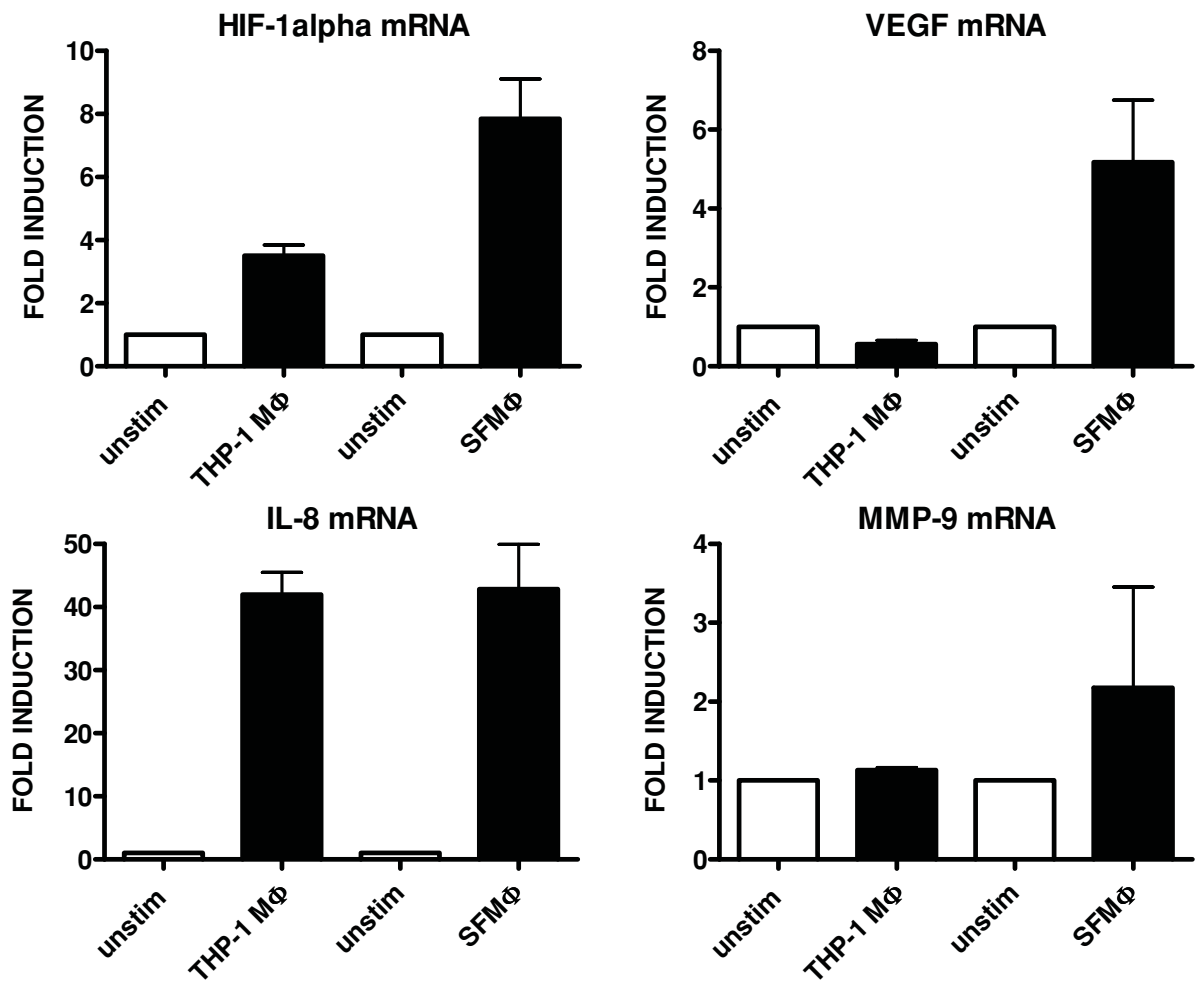 HIF-1alpha mRNA
FOLD INDUCTION
10
8
6
4
2
0
unstim
THP-1 MΦ
unstim
SFMΦ
VEGF mRNA
FOLD INDUCTION
8
6
4
2
0
unstim
THP-1 MΦ
unstim
SFMΦ
IL-8 mRNA
FOLD INDUCTION
50
40
30
20
10
0
unstim
THP-1 MΦ
unstim
SFMΦ
MMP-9 mRNA
FOLD INDUCTION
4
3
2
1
0
unstim
THP-1 MΦ
unstim
SFMΦ